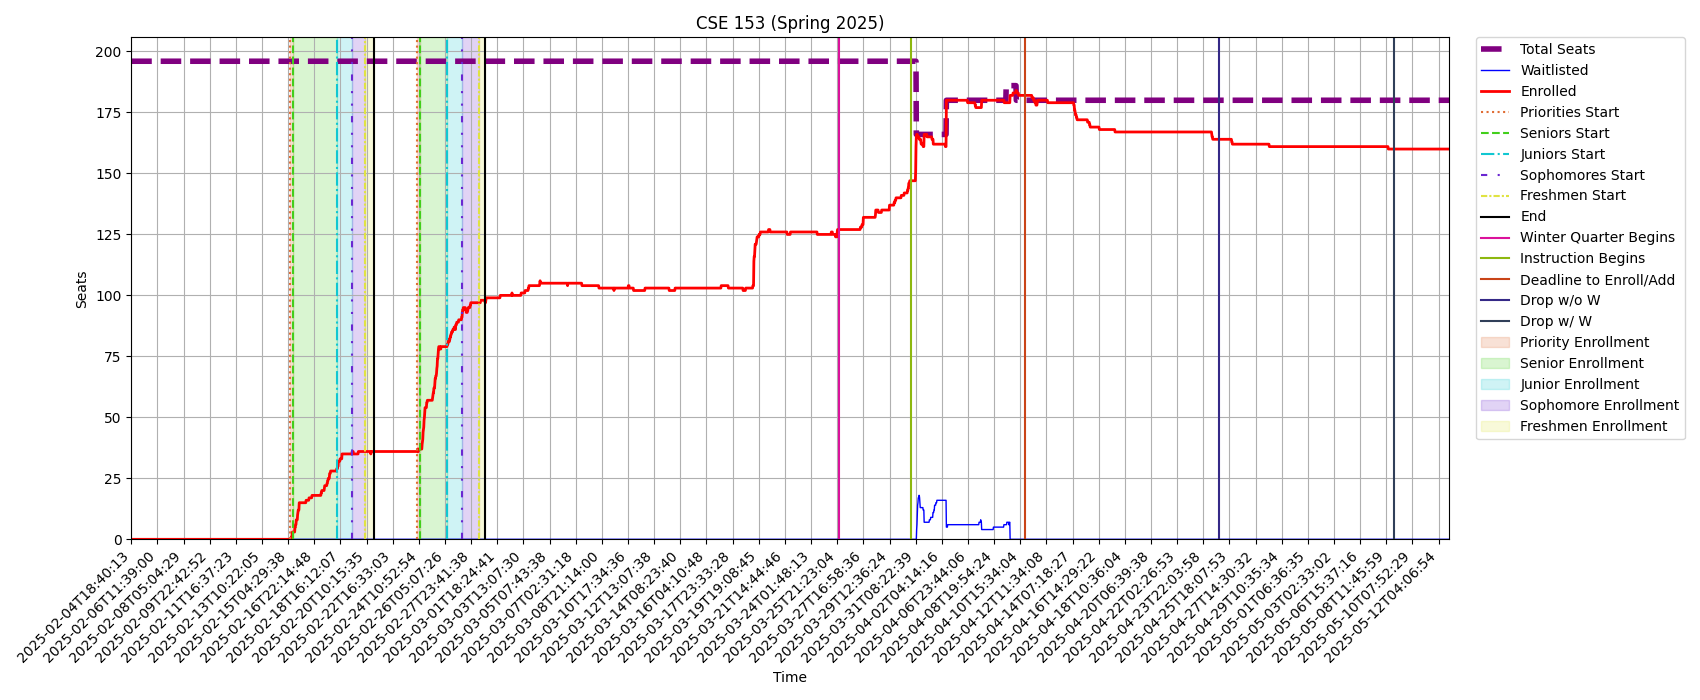 CSE 153 (Spring 2025)
Seats
200
175
150
125
100
75
50
25
0
2025-02-04T18:40:13
2025-02-06T11:39:00
2025-02-08T05:04:29
2025-02-09T22:42:52
2025-02-11T16:37:23
2025-02-13T10:22:05
2025-02-15T04:29:38
2025-02-16T22:14:48
2025-02-18T16:12:07
2025-02-20T10:15:35
2025-02-22T16:33:03
2025-02-24T10:52:54
2025-02-26T05:07:26
2025-02-27T23:41:38
2025-03-01T18:24:41
2025-03-03T13:07:30
2025-03-05T07:43:38
2025-03-07T02:31:18
2025-03-08T21:14:00
2025-03-10T17:34:36
2025-03-12T13:07:38
2025-03-14T08:23:40
2025-03-16T04:10:48
2025-03-17T23:33:28
2025-03-19T19:08:45
2025-03-21T14:44:46
2025-03-24T01:48:13
2025-03-25T21:23:04
2025-03-27T16:58:36
2025-03-29T12:36:24
2025-03-31T08:22:39
2025-04-02T04:14:16
2025-04-06T23:44:06
2025-04-08T19:54:24
2025-04-10T15:34:04
2025-04-12T11:34:08
2025-04-14T07:18:27
2025-04-16T14:29:22
2025-04-18T10:36:04
2025-04-20T06:39:38
2025-04-22T02:26:53
2025-04-23T22:03:58
2025-04-25T18:07:53
2025-04-27T14:30:32
2025-04-29T10:35:34
2025-05-01T06:36:35
2025-05-03T02:33:02
2025-05-06T15:37:16
2025-05-08T11:45:59
2025-05-10T07:52:29
2025-05-12T04:06:54
Time
Total Seats
Waitlisted
Enrolled
Priorities Start
Seniors Start
Juniors Start
Sophomores Start
Freshmen Start
End
Winter Quarter Begins
Instruction Begins
Deadline to Enroll/Add
Drop w/o W
Drop w/ W
Priority Enrollment
Senior Enrollment
Junior Enrollment
Sophomore Enrollment
Freshmen Enrollment